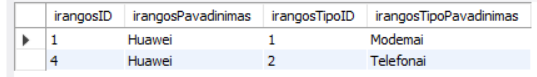 irangosID irangosPavadinimas irangosTipoID irangosTipoPavadinimas
1 Huawei 1 Modemai
4 Huawei 2 Telefonai